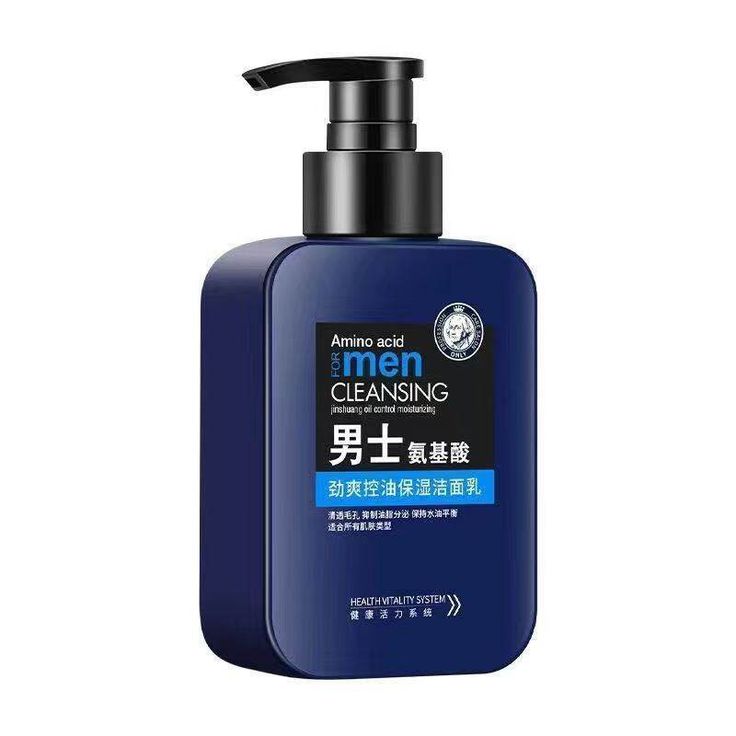 Amino acid
FOR men
CLEANSING
jinshuang oil control moisturizing
男士 氨基酸
劲爽控油保湿洁面乳
清透毛孔 抑制油脂分泌 保持水油平衡
适合所有肌肤类型
HEALTH VITALITY SYSTEM
健康活力系統
ONLY